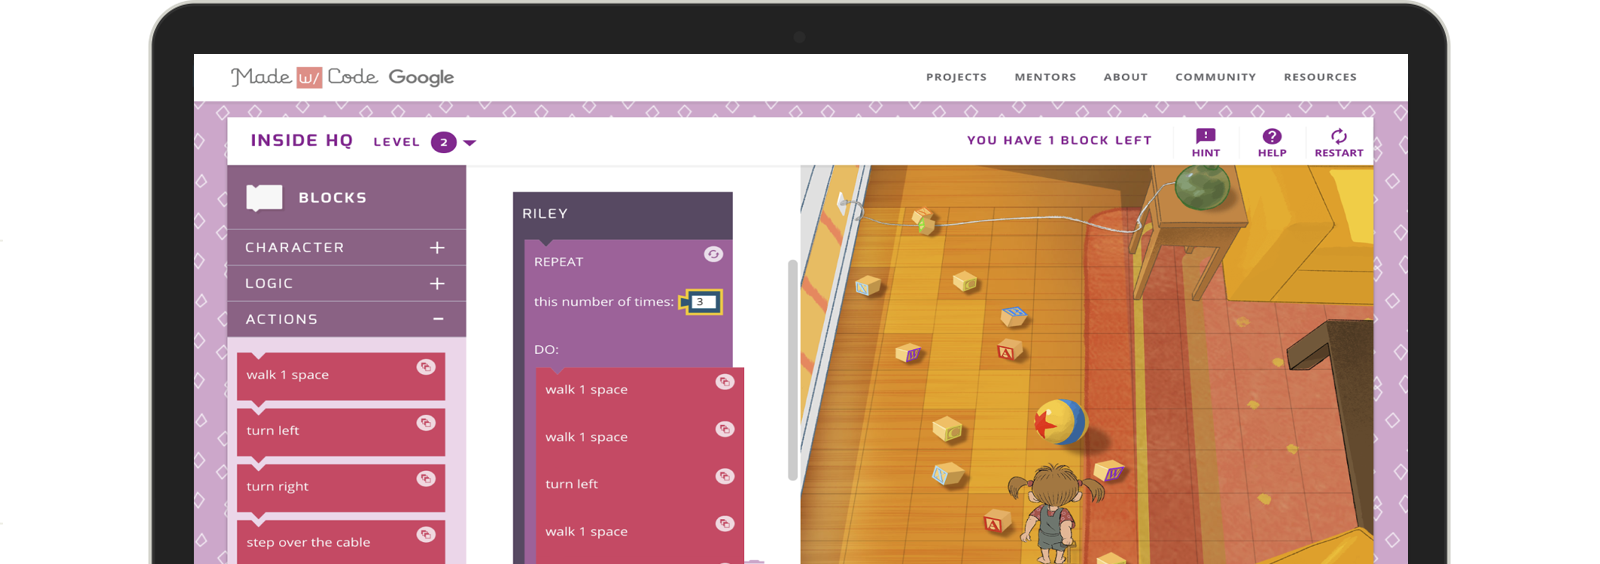 Made w/ Code Google
PROJECTS MENTORS ABOUT COMMUNITY RESOURCES
INSIDE HQ LEVEL 2
YOU HAVE 1 BLOCK LEFT
HINT HELP RESTART
BLOCKS
CHARACTER +
LOGIC +
ACTIONS −
walk 1 space
turn left
turn right
step over the cable
RILEY
REPEAT
this number of times: 3
DO:
walk 1 space
walk 1 space
turn left
walk 1 space
A
A